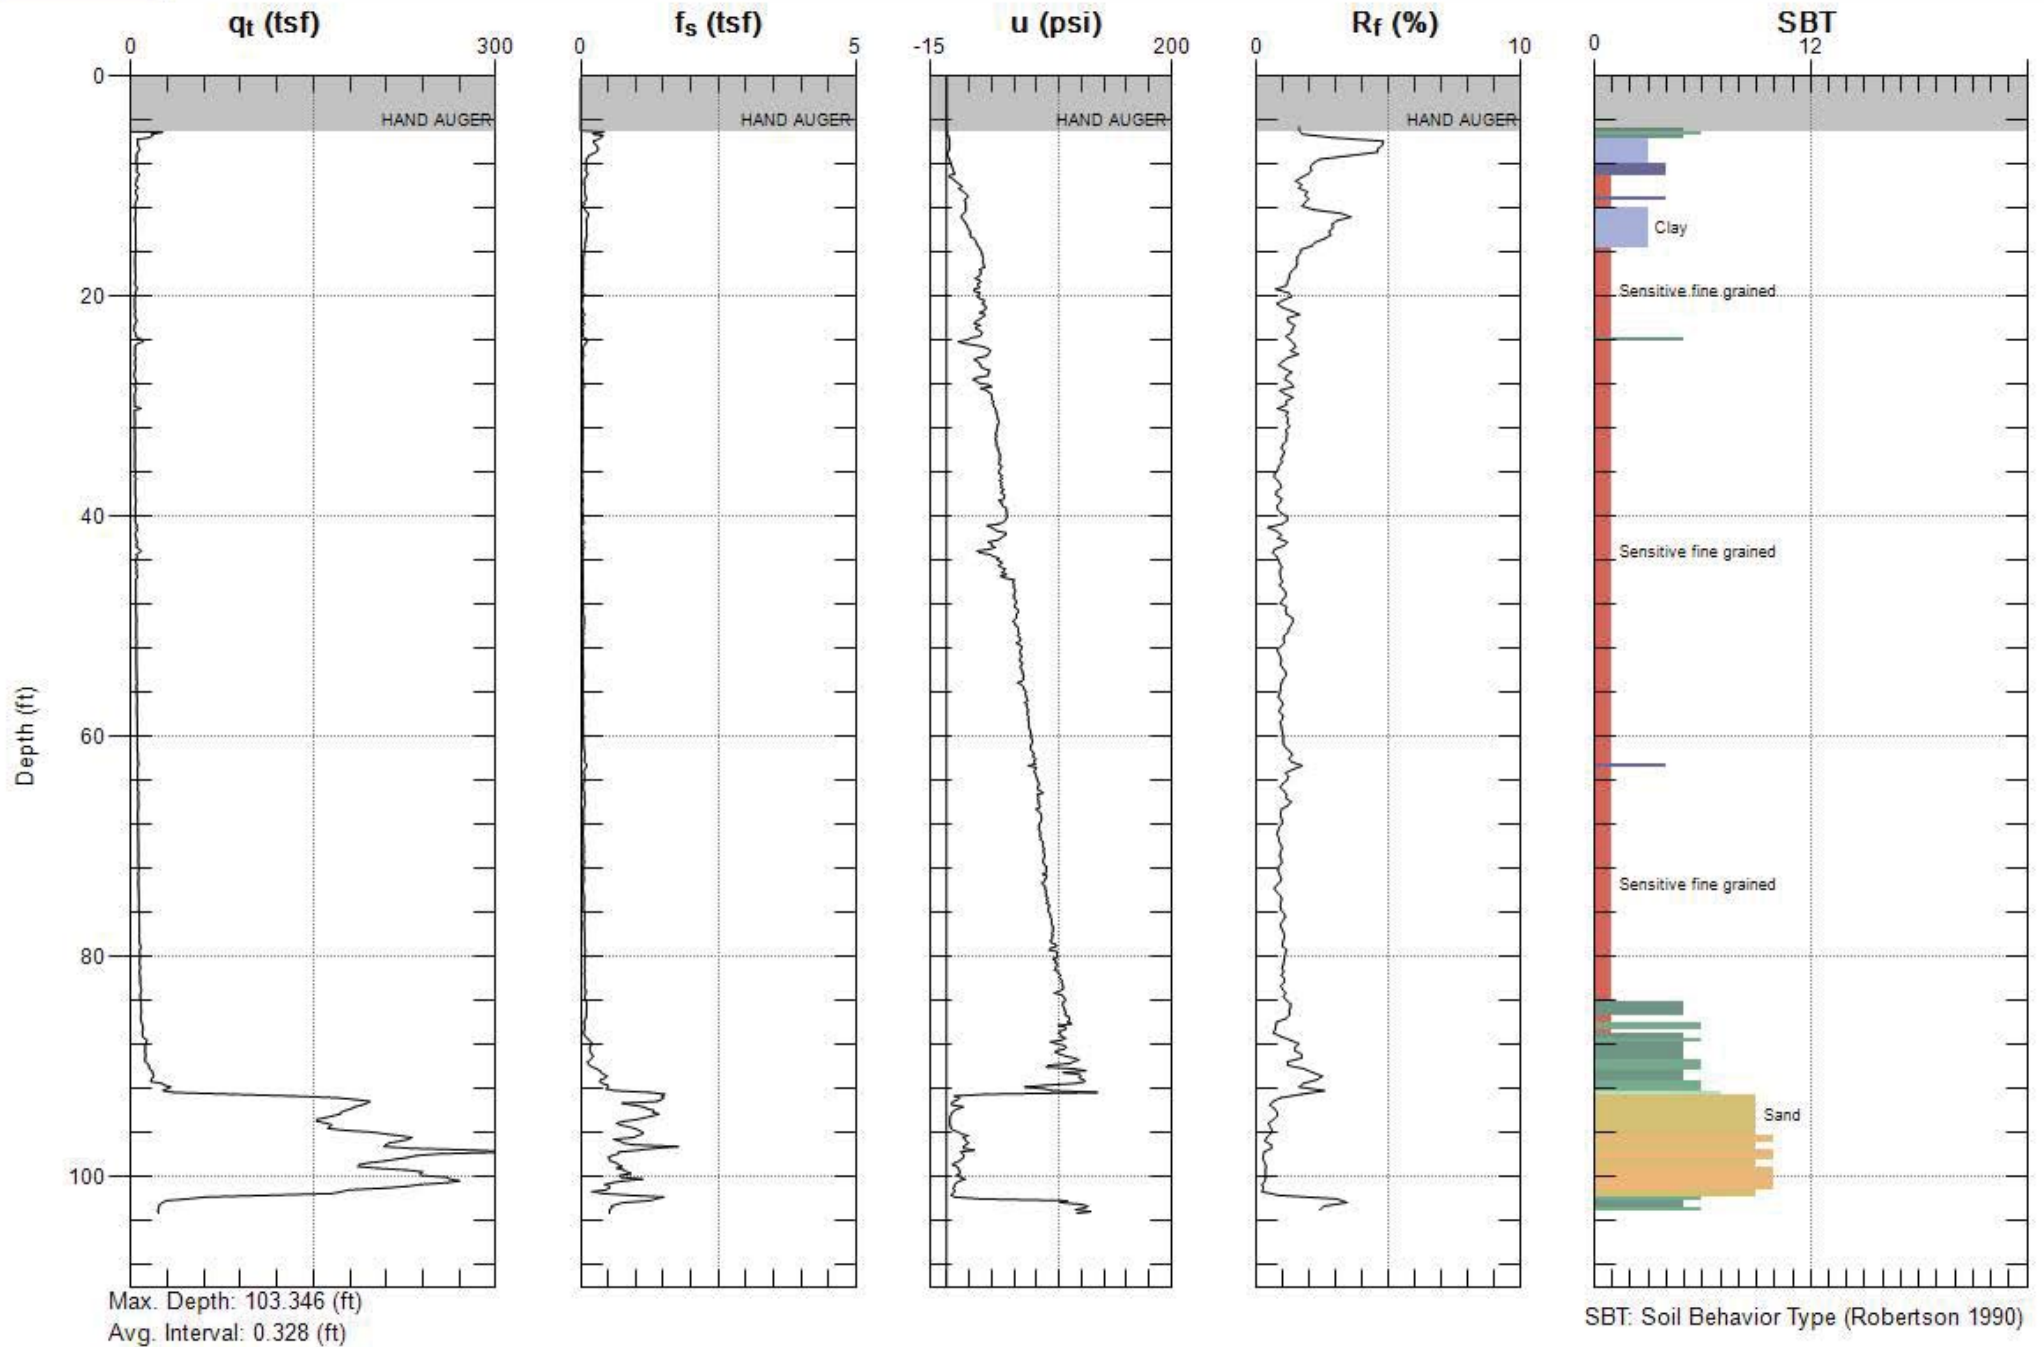 qt (tsf)
fs (tsf)
u (psi)
Rf (%)
SBT
0 300
0 5
-15 200
0 10
0 12
0
HAND AUGER
HAND AUGER
HAND AUGER
HAND AUGER
Clay
20
Sensitive fine grained
40
Sensitive fine grained
Depth (ft)
60
Sensitive fine grained
80
Sand
100
Max. Depth: 103.346 (ft)
Avg. Interval: 0.328 (ft)
SBT: Soil Behavior Type (Robertson 1990)